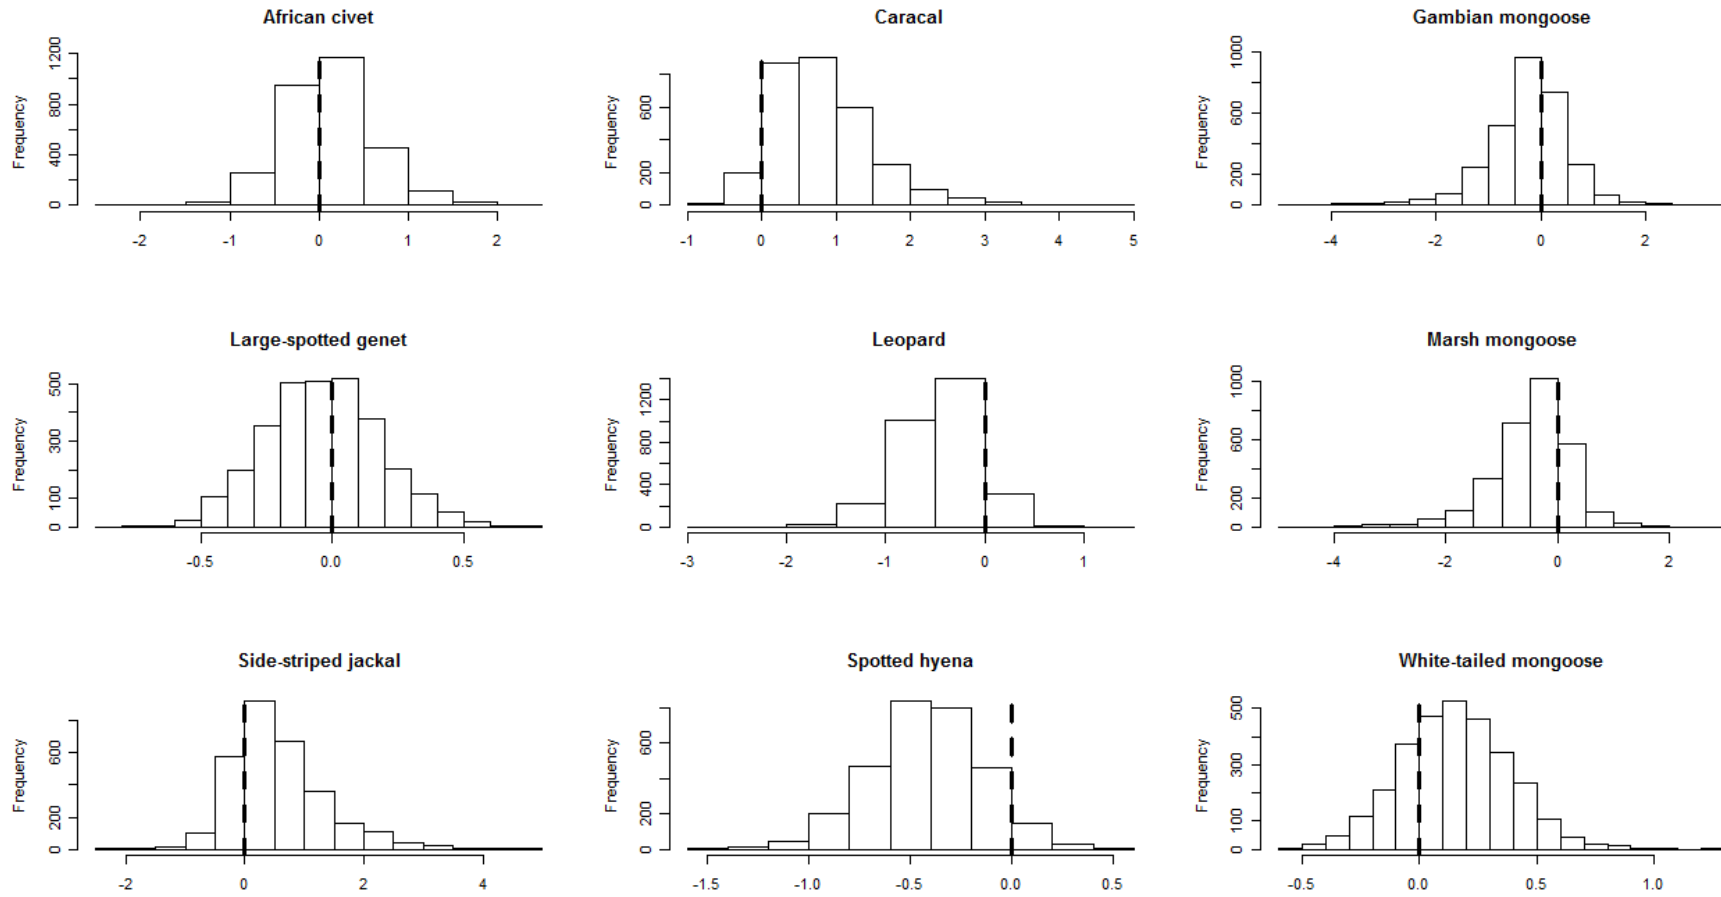 African civet
Frequency
0 400 800 1200
-2 -1 0 1 2
Caracal
Frequency
0 200 600
-1 0 1 2 3 4 5
Gambian mongoose
Frequency
0 200 600 1000
-4 -2 0 2
Large-spotted genet
Frequency
0 100 300 500
-0.5 0.0 0.5
Leopard
Frequency
0 400 800 1200
-3 -2 -1 0 1
Marsh mongoose
Frequency
0 200 600 1000
-4 -2 0 2
Side-striped jackal
Frequency
0 200 600
-2 0 2 4
Spotted hyena
Frequency
0 200 600
-1.5 -1.0 -0.5 0.0 0.5
White-tailed mongoose
Frequency
0 100 300 500
-0.5 0.0 0.5 1.0